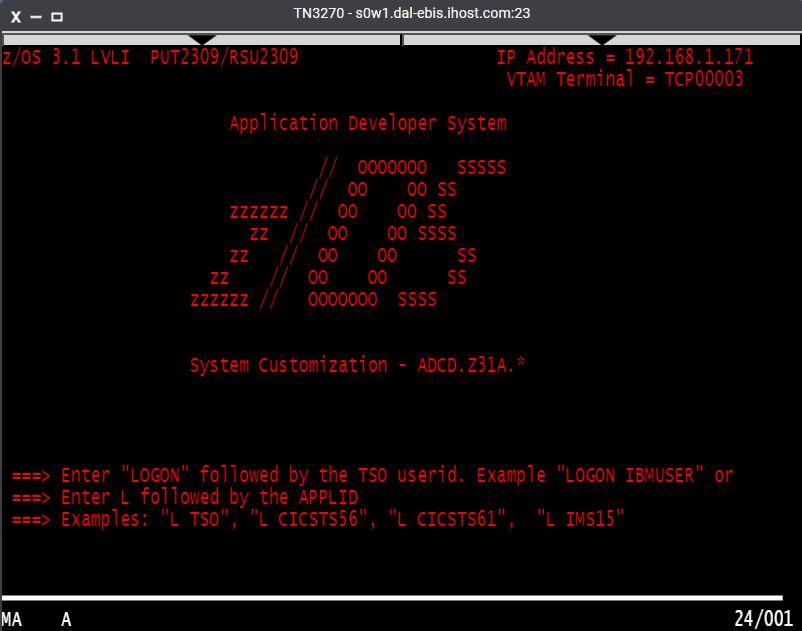 TN3270 - s0w1.dal-ebis.ihost.com:23
z/OS 3.1 LVLI  PUT2309/RSU2309                    IP Address = 192.168.1.171
                                                   VTAM Terminal = TCP00003
                       Application Developer System
                                //  OOOOOOO   SSSSS
                               //  OO    OO SS
                       zzzzzz //  OO    OO SS
                         zz  //  OO    OO SSSS
                       zz   //  OO    OO      SS
                     zz    //  OO    OO      SS
                   zzzzzz //  OOOOOOO  SSSS
                   System Customization - ADCD.Z31A.*
 ===> Enter "LOGON" followed by the TSO userid. Example "LOGON IBMUSER" or
 ===> Enter L followed by the APPLID
 ===> Examples: "L TSO", "L CICSTS56", "L CICSTS61",  "L IMS15"
MA    A                                                                   24/001